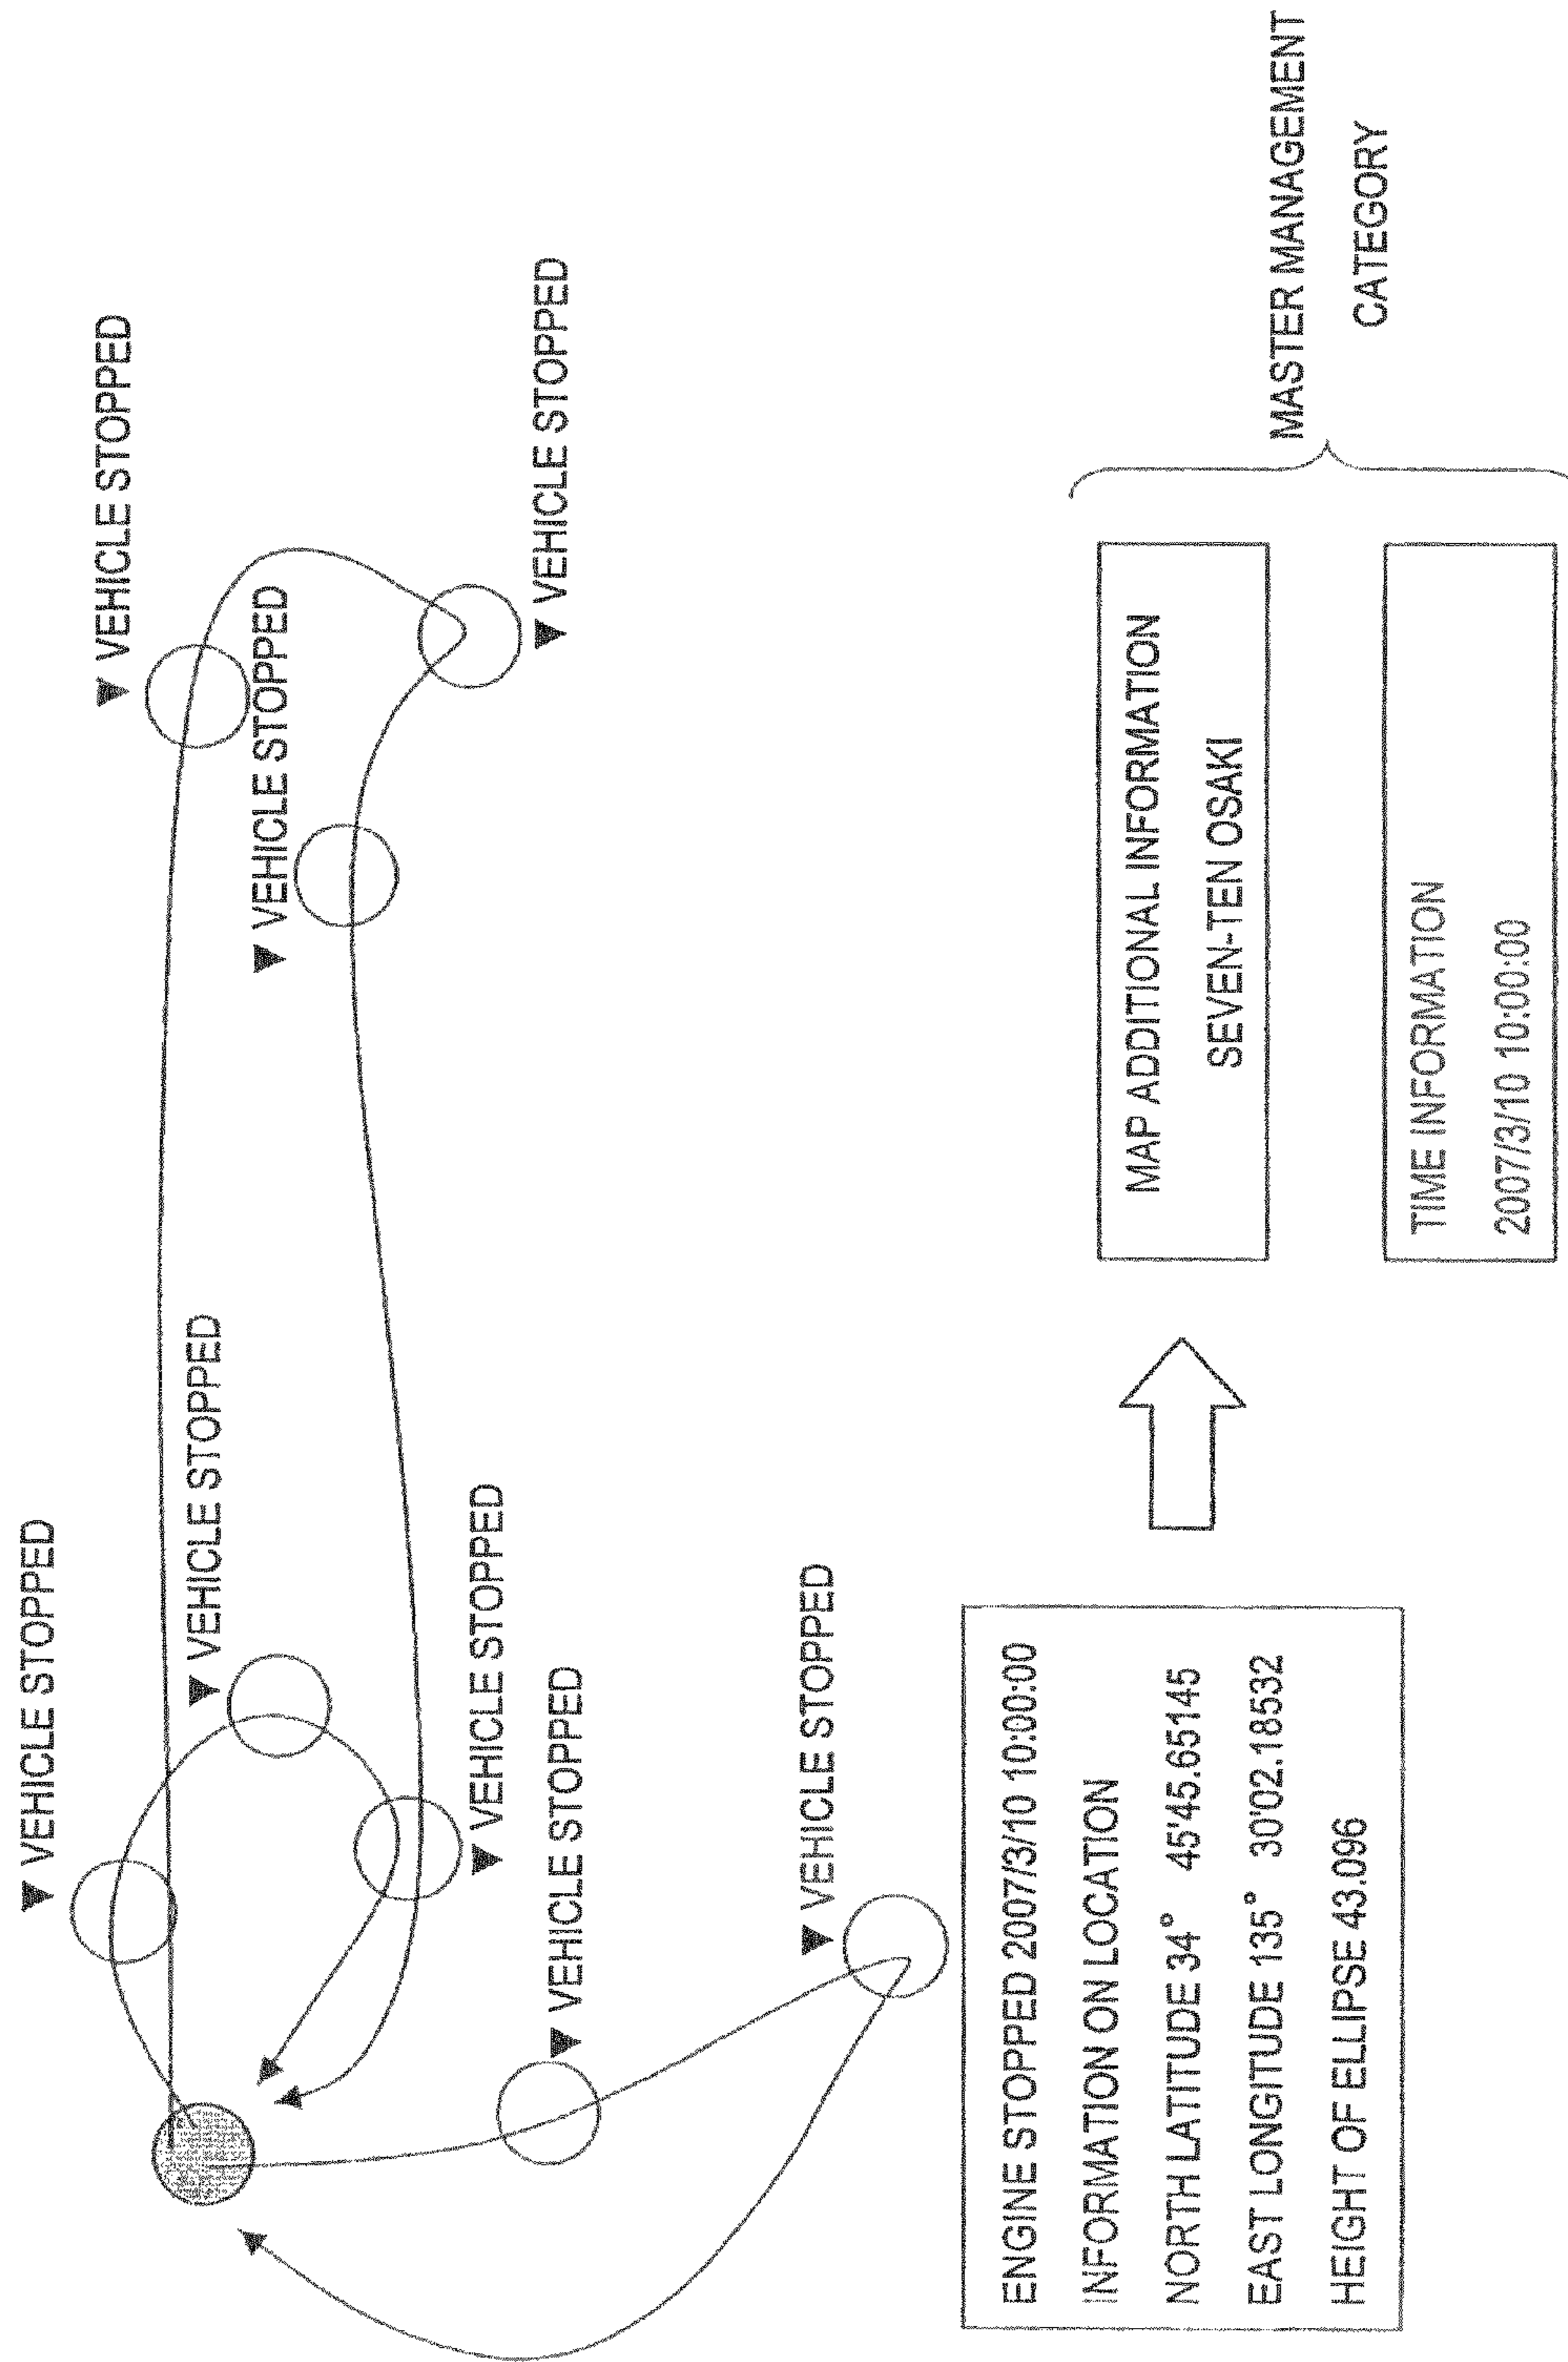 ▼ VEHICLE STOPPED
▼ VEHICLE STOPPED
▼ VEHICLE STOPPED
▼ VEHICLE STOPPED
▼ VEHICLE STOPPED
▼ VEHICLE STOPPED
▼ VEHICLE STOPPED
▼ VEHICLE STOPPED
ENGINE STOPPED 2007/3/10 10:00:00
INFORMATION ON LOCATION
NORTH LATITUDE 34° 45'45.65145
EAST LONGITUDE 135° 30'02.18532
HEIGHT OF ELLIPSE 43.096
MAP ADDITIONAL INFORMATION
SEVEN-TEN OSAKI
TIME INFORMATION
2007/3/10 10:00:00
MASTER MANAGEMENT
CATEGORY